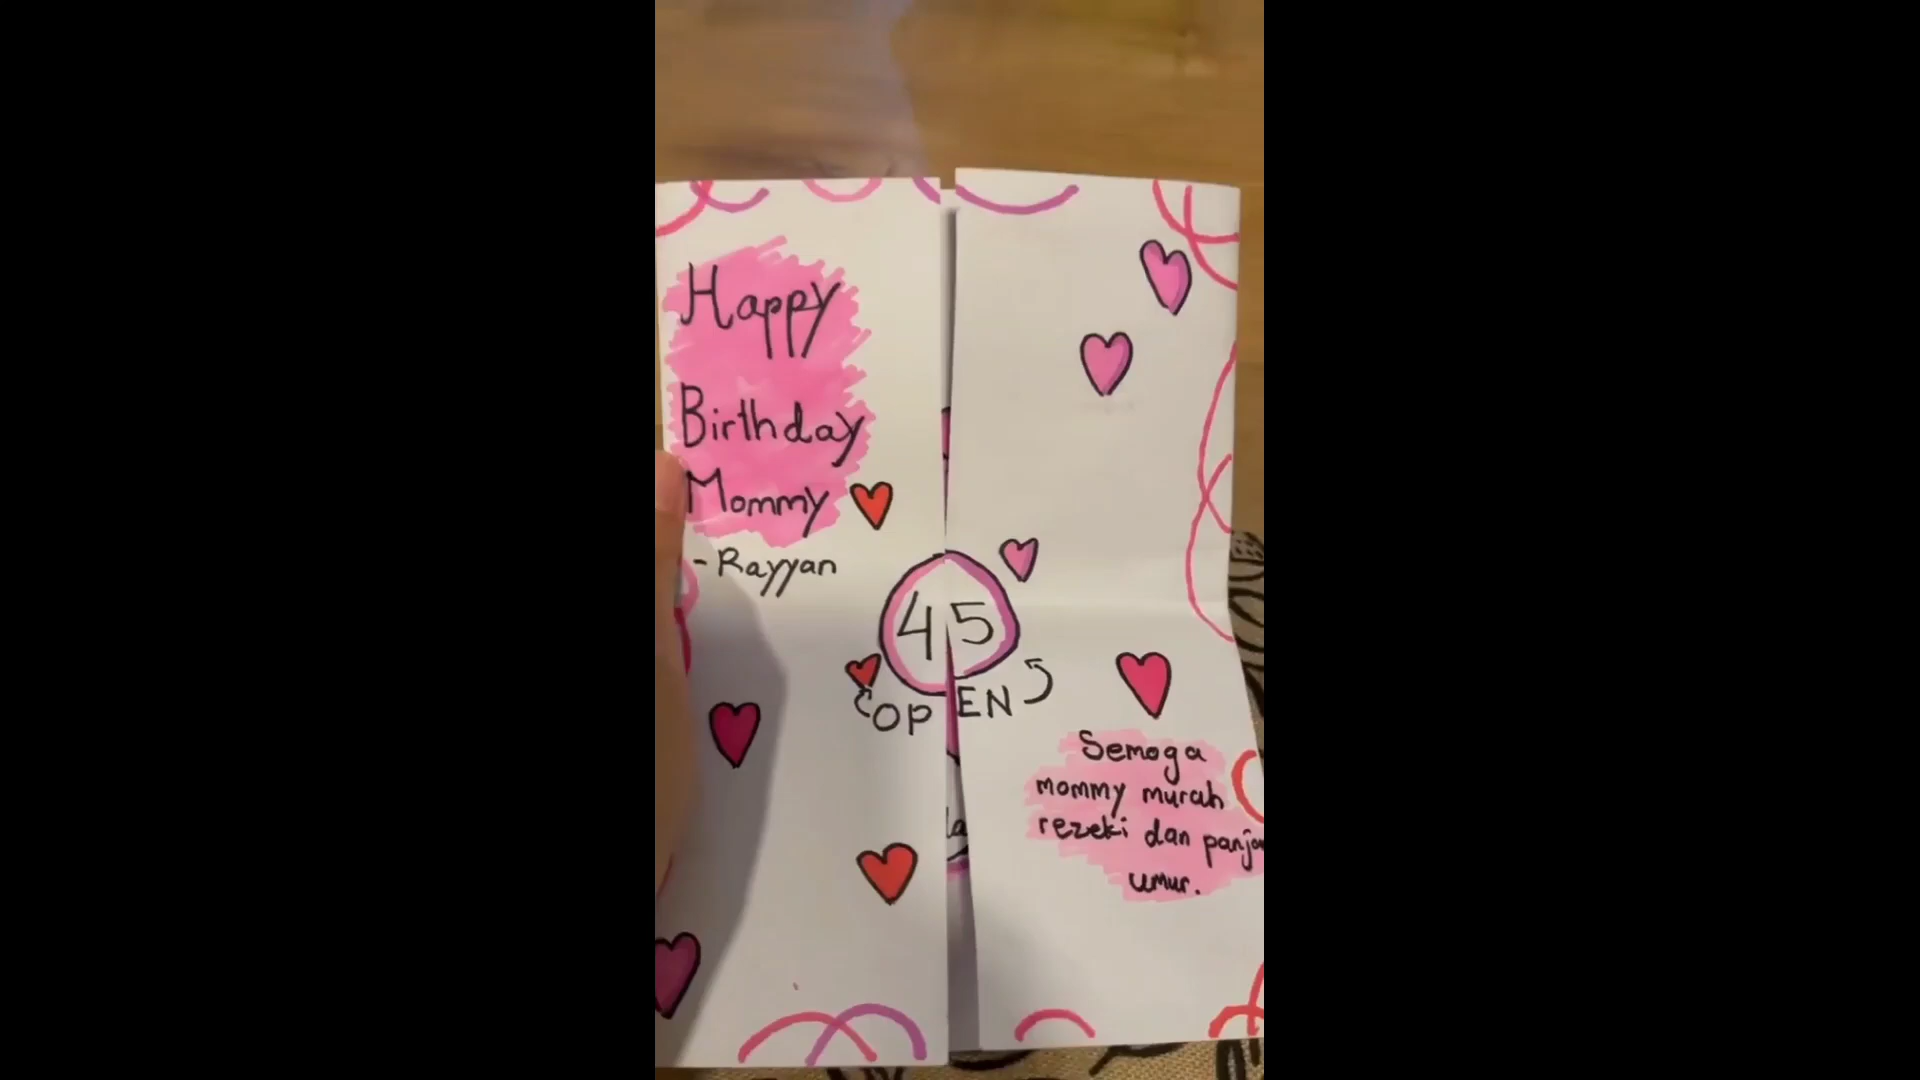 Happy
Birthday
Mommy
- Rayyan
45
OPEN
Semoga
mommy murah
rezeki dan
umur.